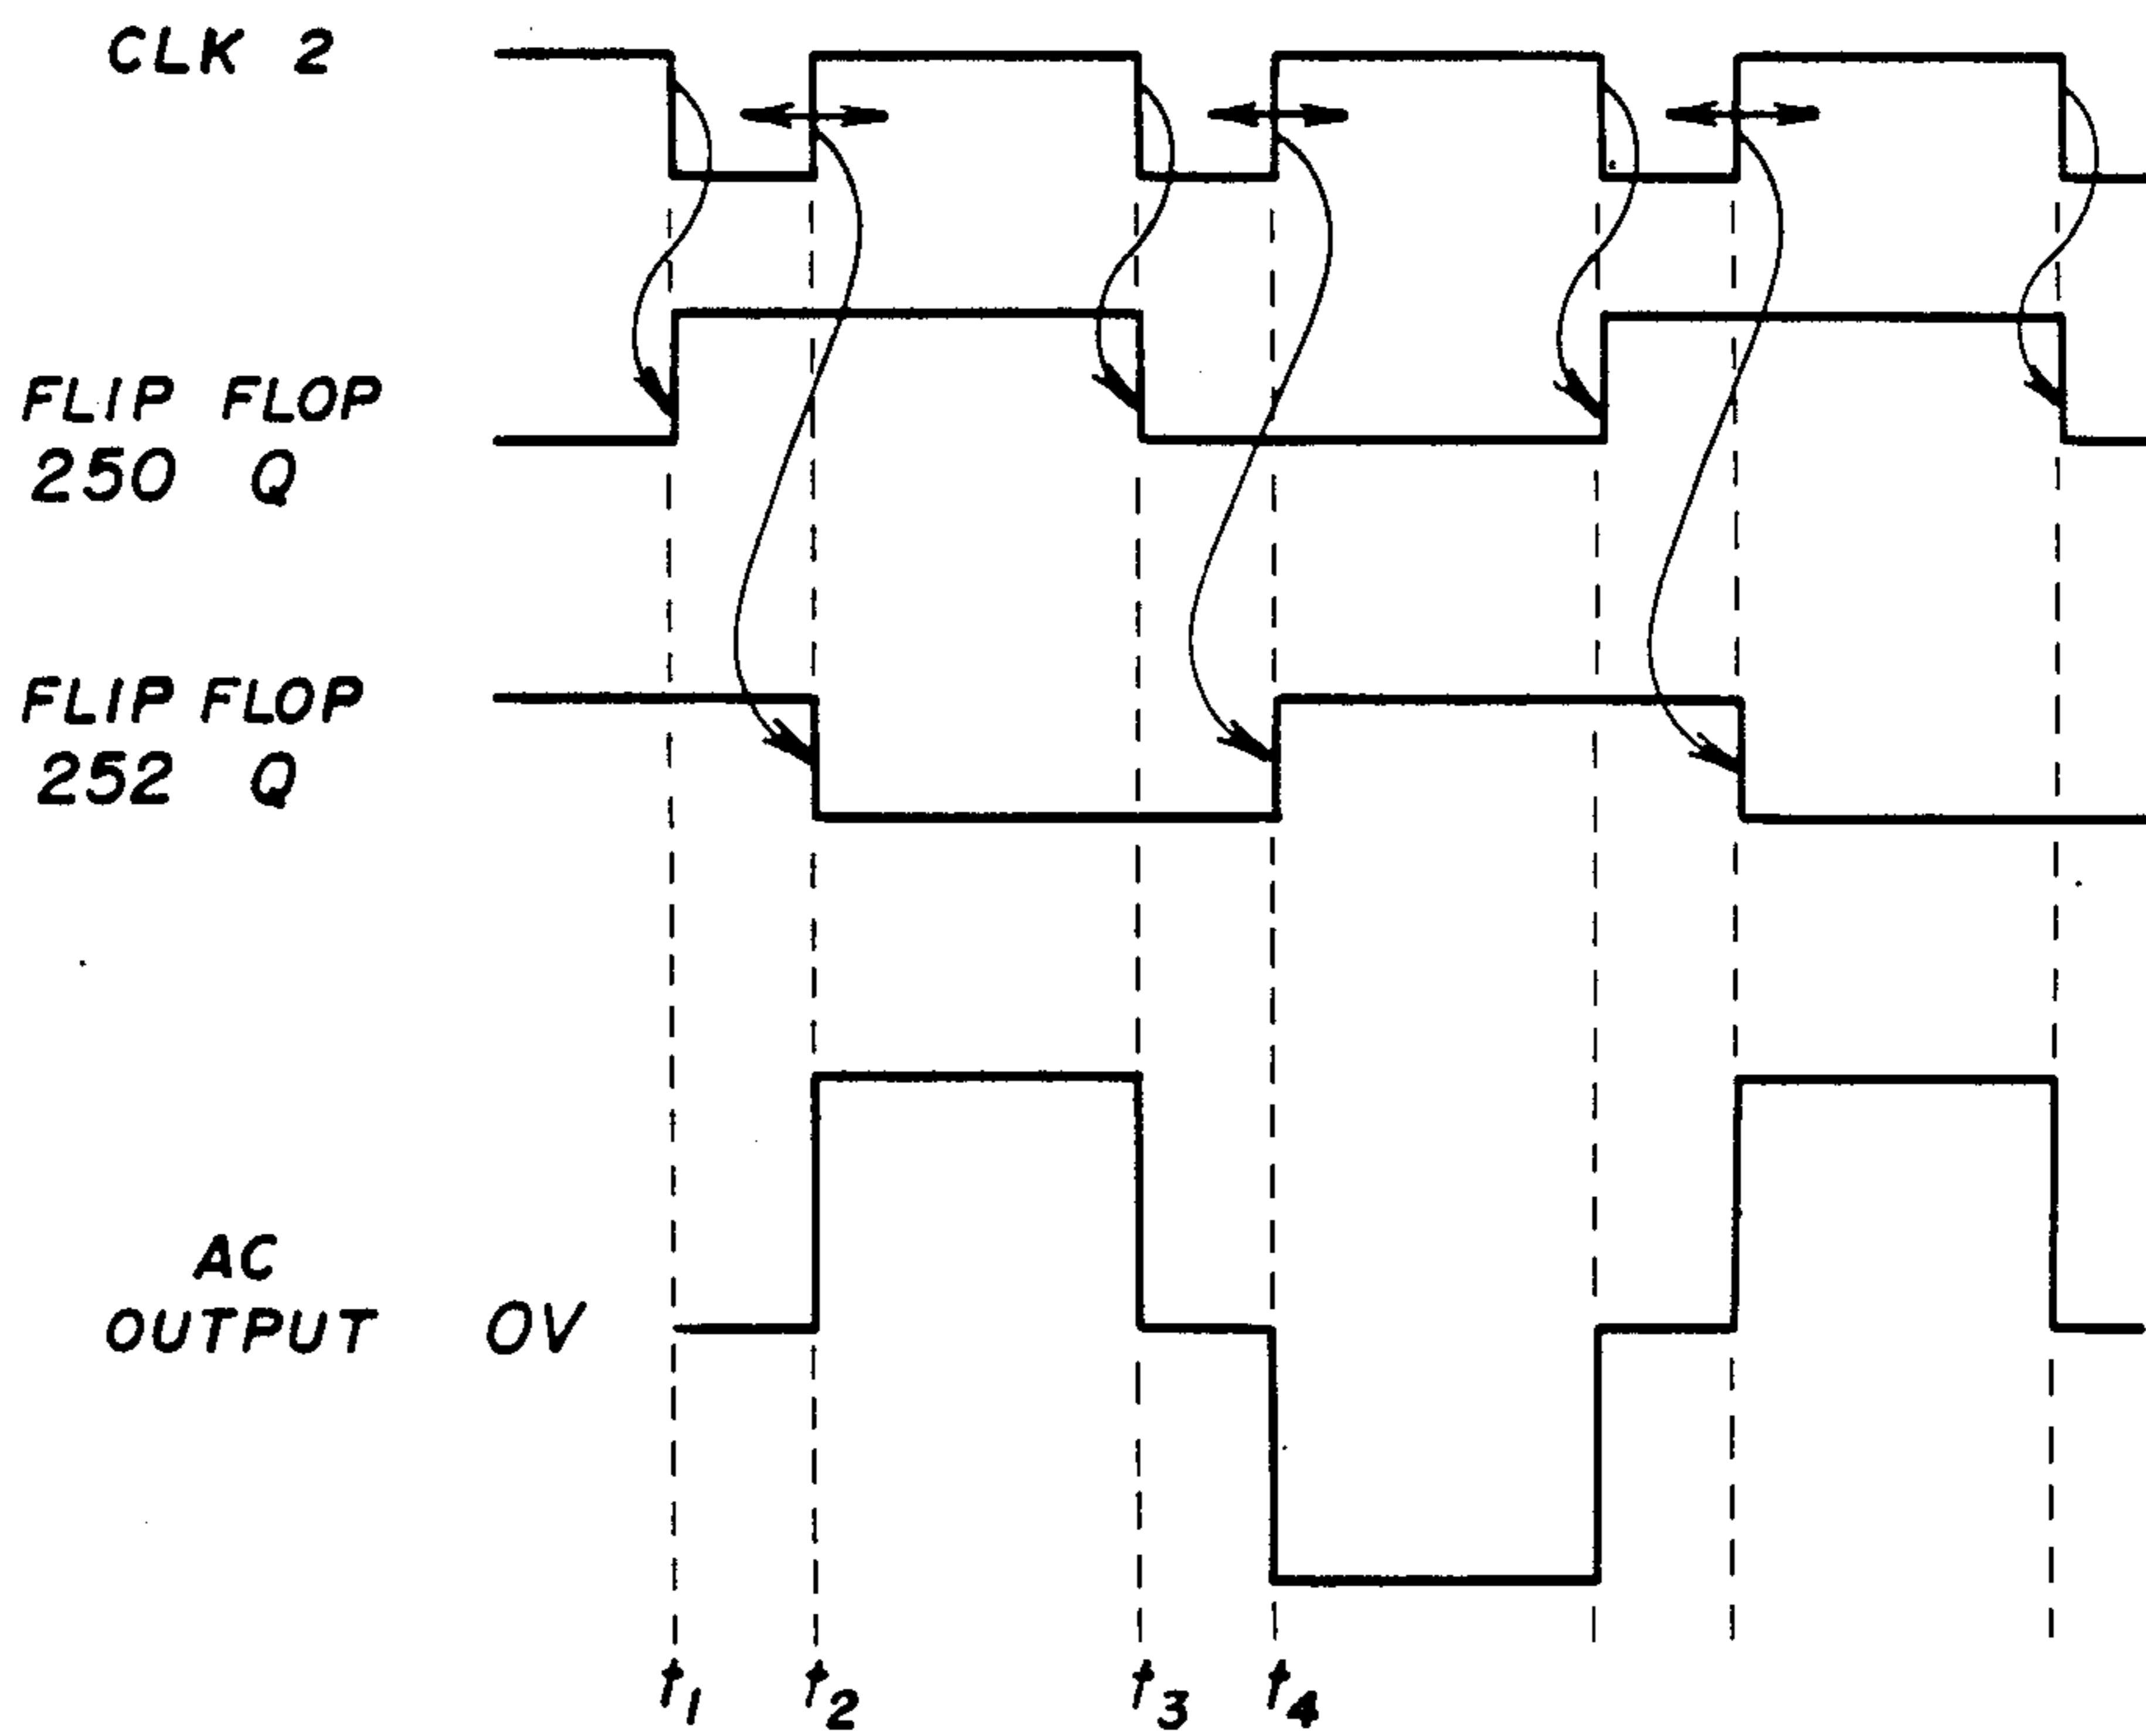 CLK 2
FLIP FLOP
250 Q
FLIP FLOP
252 Q
AC
OUTPUT OV
t1 t2 t3 t4